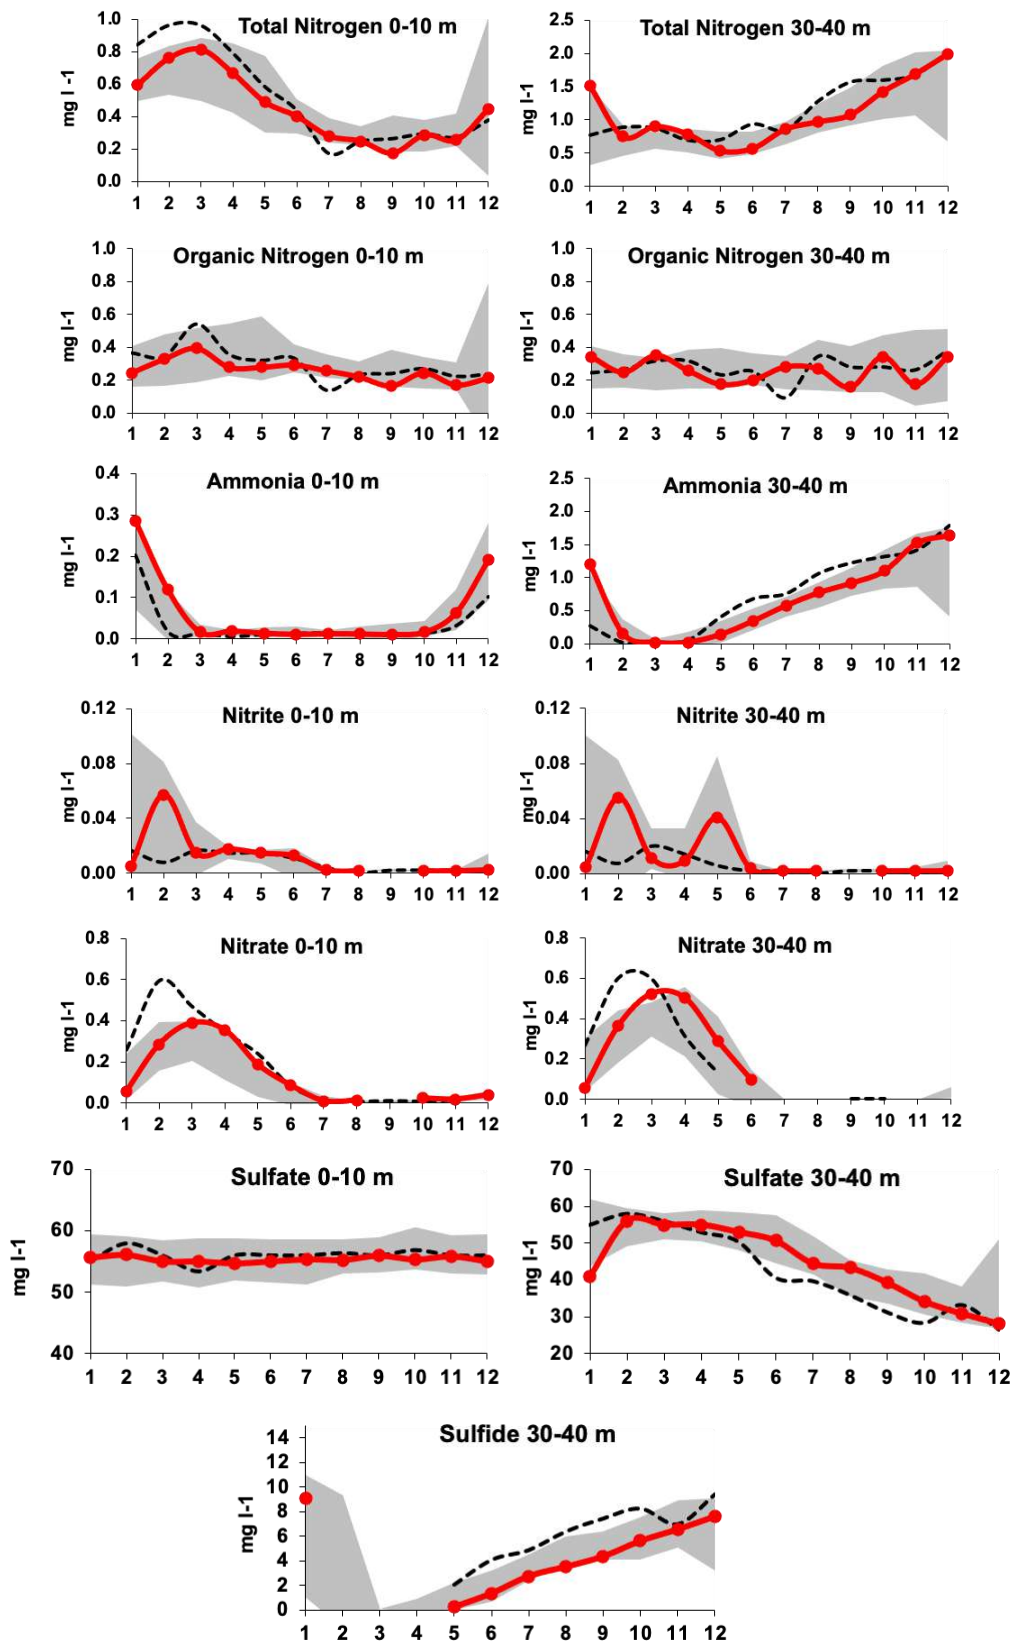 Total Nitrogen 0-10 m
mg l -1
1.0
0.8
0.6
0.4
0.2
0.0
1 2 3 4 5 6 7 8 9 10 11 12
Total Nitrogen 30-40 m
mg l-1
2.5
2.0
1.5
1.0
0.5
0.0
1 2 3 4 5 6 7 8 9 10 11 12
Organic Nitrogen 0-10 m
mg l-1
1.0
0.8
0.6
0.4
0.2
0.0
1 2 3 4 5 6 7 8 9 10 11 12
Organic Nitrogen 30-40 m
mg l-1
1.0
0.8
0.6
0.4
0.2
0.0
1 2 3 4 5 6 7 8 9 10 11 12
Ammonia 0-10 m
mg l-1
0.4
0.3
0.2
0.1
0.0
1 2 3 4 5 6 7 8 9 10 11 12
Ammonia 30-40 m
mg l-1
2.5
2.0
1.5
1.0
0.5
0.0
1 2 3 4 5 6 7 8 9 10 11 12
Nitrite 0-10 m
mg l-1
0.12
0.08
0.04
0.00
1 2 3 4 5 6 7 8 9 10 11 12
Nitrite 30-40 m
mg l-1
0.12
0.08
0.04
0.00
1 2 3 4 5 6 7 8 9 10 11 12
Nitrate 0-10 m
mg l-1
0.8
0.6
0.4
0.2
0.0
1 2 3 4 5 6 7 8 9 10 11 12
Nitrate 30-40 m
mg l-1
0.8
0.6
0.4
0.2
0.0
1 2 3 4 5 6 7 8 9 10 11 12
Sulfate 0-10 m
mg l-1
70
60
50
40
1 2 3 4 5 6 7 8 9 10 11 12
Sulfate 30-40 m
mg l-1
70
60
50
40
30
20
1 2 3 4 5 6 7 8 9 10 11 12
Sulfide 30-40 m
mg l-1
14
12
10
8
6
4
2
0
1 2 3 4 5 6 7 8 9 10 11 12